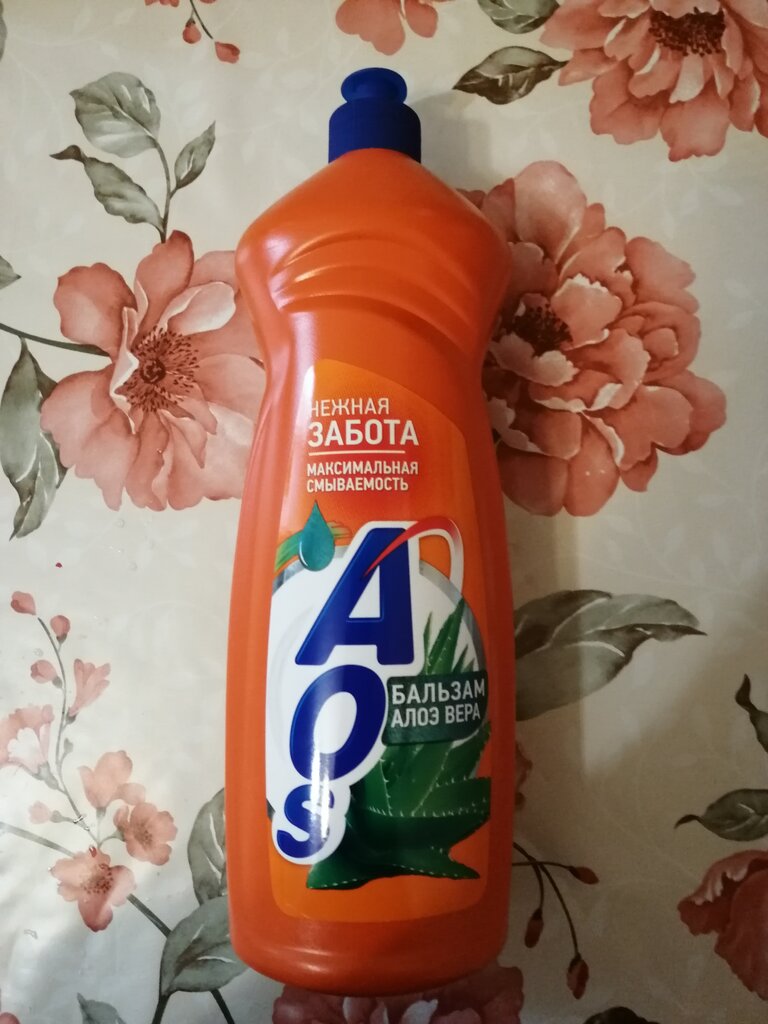 НЕЖНАЯ
ЗАБОТА
МАКСИМАЛЬНАЯ
СМЫВАЕМОСТЬ
AOS
БАЛЬЗАМ
АЛОЭ ВЕРА